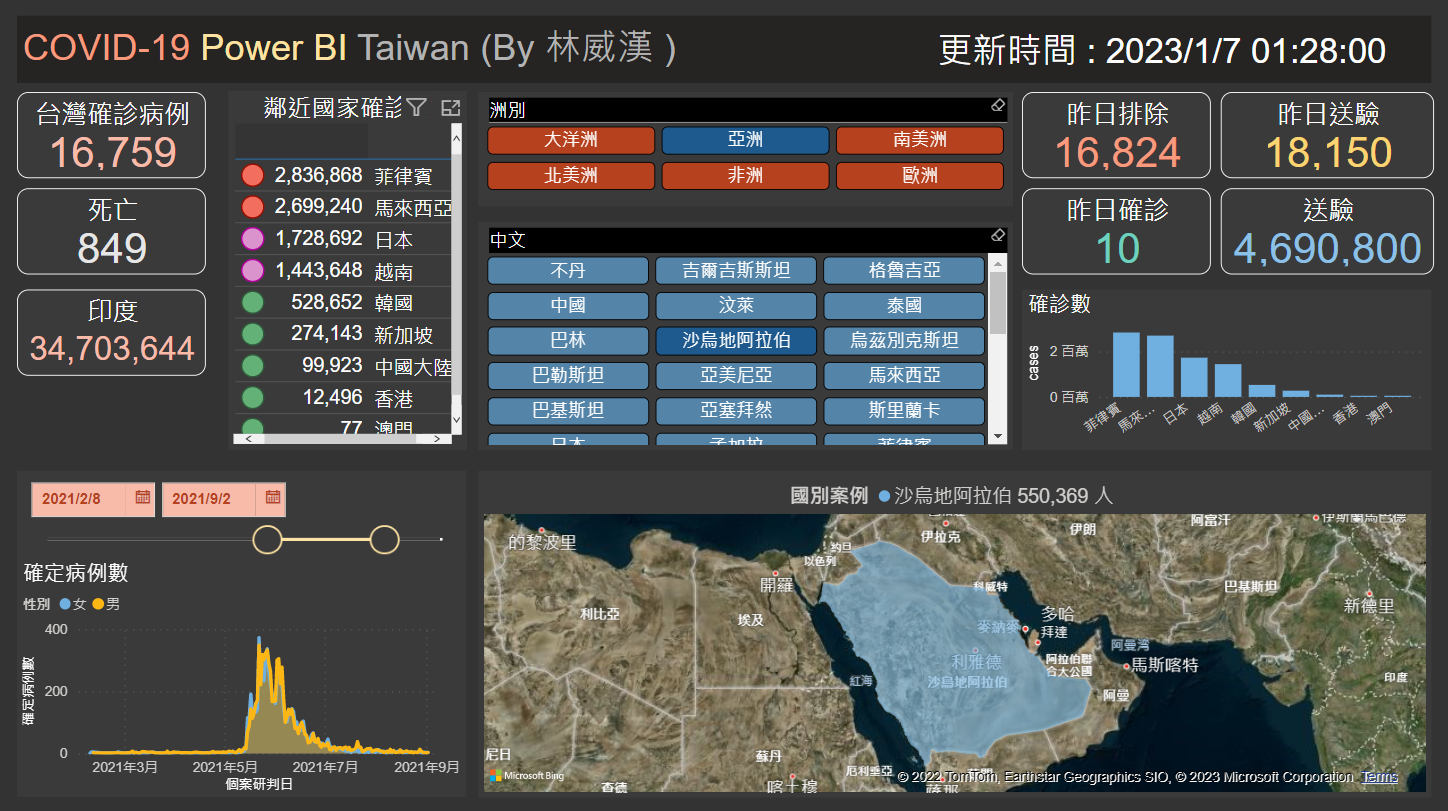 COVID-19 Power BI Taiwan (By 林威漢 )
更新時間 : 2023/1/7 01:28:00
台灣確診病例
16,759
死亡
849
印度
34,703,644
鄰近國家確診
2,836,868 菲律賓
2,699,240 馬來西亞
1,728,692 日本
1,443,648 越南
528,652 韓國
274,143 新加坡
99,923 中國大陸
12,496 香港
77 澳門
洲別
大洋洲 亞洲 南美洲
北美洲 非洲 歐洲
中文
不丹 吉爾吉斯斯坦 格魯吉亞
中國 汶萊 泰國
巴林 沙烏地阿拉伯 烏茲別克斯坦
巴勒斯坦 亞美尼亞 馬來西亞
巴基斯坦 亞塞拜然 斯里蘭卡
日本 孟加拉 菲律賓
昨日排除
16,824
昨日送驗
18,150
昨日確診
10
送驗
4,690,800
確診數
cases
2 百萬
0 百萬
菲律賓 馬來... 日本 越南 韓國 新加坡 中國... 香港 澳門
2021/2/8 2021/9/2
確定病例數
性別 女 男
確定病例數
400
200
0
2021年3月 2021年5月 2021年7月 2021年9月
個案研判日
國別案例 沙烏地阿拉伯 550,369 人
的黎波里
開羅
利比亞
埃及
以色列
約旦
巴格達
伊拉克
伊朗
阿富汗
伊斯蘭馬巴德
科威特
巴基斯坦
新德里
多哈
麥納麥
拜達
阿曼灣
利雅德
沙烏地阿拉伯
阿拉伯聯
合大公國
馬斯喀特
紅海
阿曼
印度
尼日
蘇丹
查德
喀土穆
厄利垂亞
薩那
Microsoft Bing
© 2022 TomTom, Earthstar Geographics SIO, © 2023 Microsoft Corporation Terms